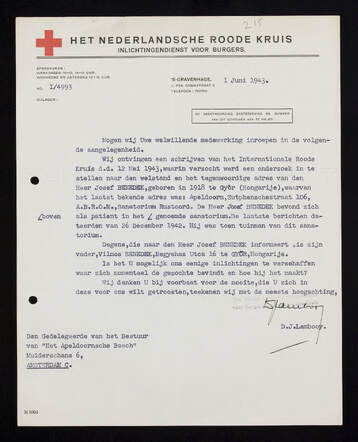 215
HET NEDERLANDSCHE ROODE KRUIS
INLICHTINGENDIENST VOOR BURGERS.
SPREEKUREN:
NO. I/4993
BIJLAGEN:
'S-GRAVENHAGE, 1 Juni 1943.
Mogen wij Uwe welwillende medewerking inroepen in de volgen-
de aangelegenheid.
Wij ontvingen een schrijven van het Internationale Roode
Kruis d.d. 12 Mei 1943, waarin verzocht werd een onderzoek in te
stellen naar den welstand en het tegenwoordige adres van den
Heer Josef BENEDEK, geboren in 1918 te Györ (Hongarije), waarvan
het laatst bekende adres was: Apeldoorn, Zutphenschestraat 106,
A.B.R.O.M., Sanatorium Rustoord. De Heer Josef BENEDEK bevond zich
boven als patient in het genoemde sanatorium. De laatste berichten da-
teerden van 26 December 1942. Hij was toen tuinman van dit sana-
torium.
Degene, die naar den Heer Josef BENEDEK informeert, is zijn
vader, Vilmos BENEDEK, Megyehaz Utca 16 te GYÖR, Hongarije.
Is het U mogelijk ons eenige inlichtingen te verschaffen
waar zich momenteel de gezochte bevindt en hoe hij het maakt?
Wij danken U bij voorbaat voor de moeite, die U zich in
deze voor ons wilt getroosten, teekenen wij met de meeste hoogachting,
D.J. Lambooy.
Den Gedelegeerde van het Bestuur
van "Het Apeldoornsche Bosch"
Muiderschans 6,
AMSTERDAM C.